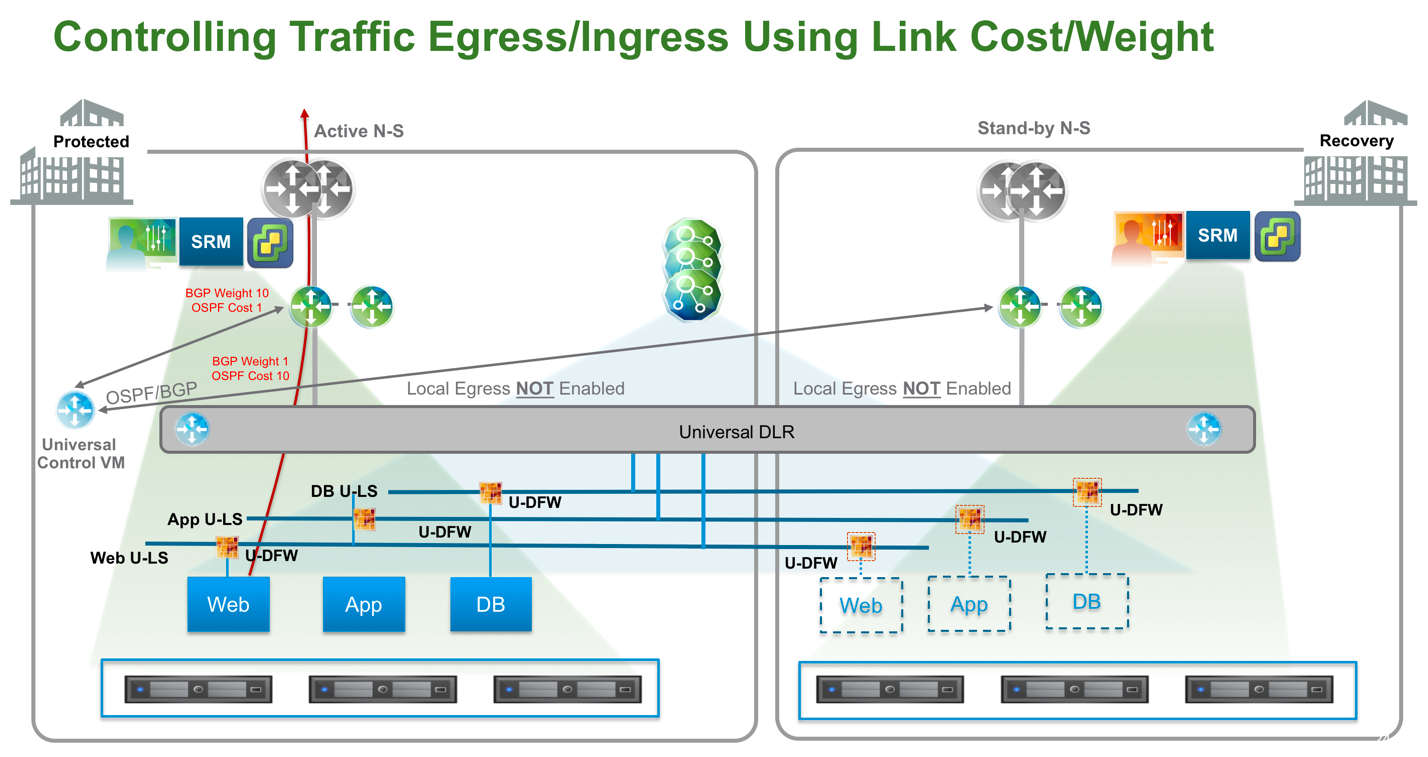 Controlling Traffic Egress/Ingress Using Link Cost/Weight
Protected
Active N-S
Stand-by N-S
Recovery
SRM
SRM
BGP Weight 10
OSPF Cost 1
BGP Weight 1
OSPF Cost 10
OSPF/BGP
Local Egress NOT Enabled
Local Egress NOT Enabled
Universal
Control VM
Universal DLR
DB U-LS
U-DFW
U-DFW
App U-LS
U-DFW
U-DFW
Web U-LS
U-DFW
U-DFW
Web
App
DB
Web
App
DB